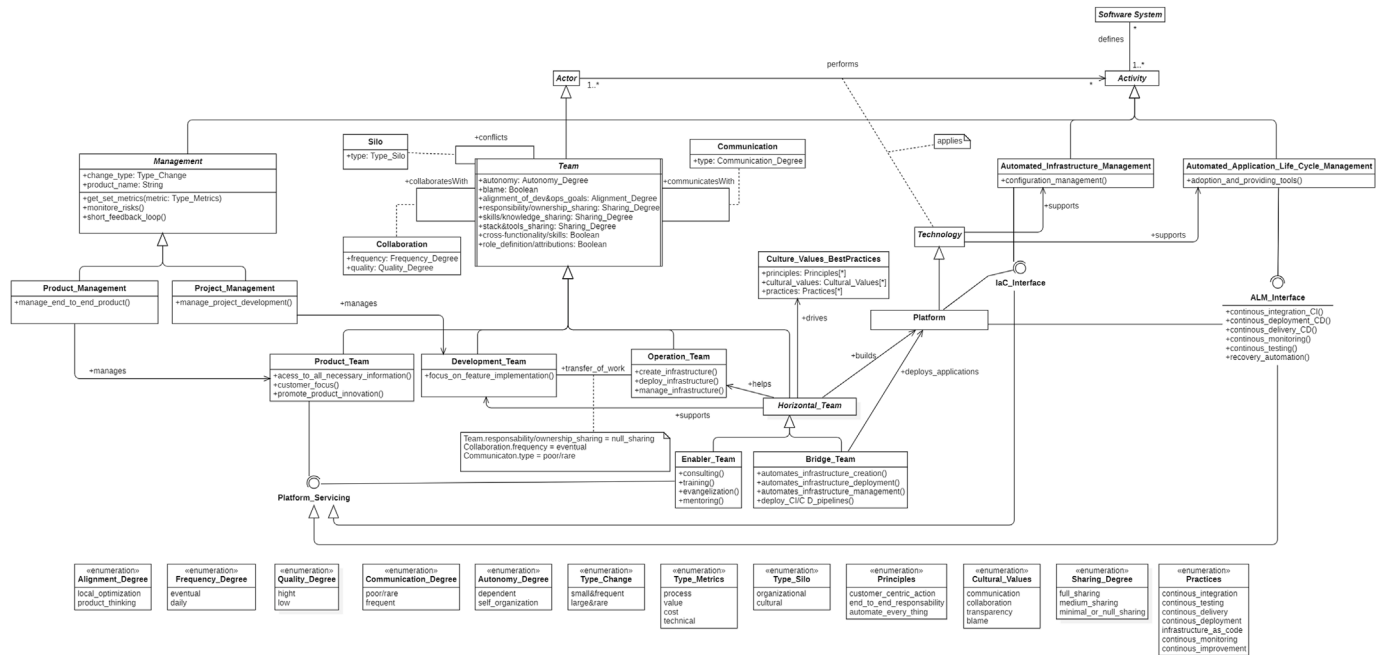 Software System
*
defines
1..*
performs
Actor
1..*
*
Activity
Silo
+type: Type_Silo
+conflicts
Communication
+type: Communication_Degree
applies
Management
+change_type: Type_Change
+product_name: String
+get_set_metrics(metric: Type_Metrics)
+monitore_risks()
+short_feedback_loop()
Team
+autonomy: Autonomy_Degree
+blame: Boolean
+alignment_of_dev&ops_goals: Alignment_Degree
+responsibility/ownership_sharing: Sharing_Degree
+skills/knowledge_sharing: Sharing_Degree
+stack&tools_sharing: Sharing_Degree
+cross-functionality/skills: Boolean
+role_definition/attributions: Boolean
+collaboratesWith
+communicatesWith
Automated_Infrastructure_Management
+configuration_management()
Automated_Application_Life_Cycle_Management
+adoption_and_providing_tools()
+supports
Technology
+supports
Collaboration
+frequency: Frequency_Degree
+quality: Quality_Degree
Culture_Values_BestPractices
+principles: Principles[*]
+cultural_values: Cultural_Values[*]
+practices: Practices[*]
IaC_Interface
Product_Management
+manage_end_to_end_product()
Project_Management
+manage_project_development()
+manages
+drives
Platform
ALM_Interface
+continous_integration_CI()
+continous_deployment_CD()
+continous_delivery_CD()
+continous_monitoring()
+continous_testing()
+recovery_automation()
+manages
Product_Team
+acess_to_all_necessary_information()
+customer_focus()
+promote_product_innovation()
Development_Team
+focus_on_feature_implementation()
+transfer_of_work
Operation_Team
+create_infrastructure()
+deploy_infrastructure()
+manage_infrastructure()
+builds
+deploys_applications
+helps
Horizontal_Team
+supports
Team.responsability/ownership_sharing = null_sharing
Collaboration.frequency = eventual
Communicaton.type = poor/rare
Enabler_Team
+consulting()
+training()
+evangelization()
+mentoring()
Bridge_Team
+automates_infrastructure_creation()
+automates_infrastructure_deployment()
+automates_infrastructure_management()
+deploy_CI/C D_pipelines()
Platform_Servicing
«enumeration»
Alignment_Degree
local_optimization
product_thinking
«enumeration»
Frequency_Degree
eventual
daily
«enumeration»
Quality_Degree
hight
low
«enumeration»
Communication_Degree
poor/rare
frequent
«enumeration»
Autonomy_Degree
dependent
self_organization
«enumeration»
Type_Change
small&frequent
large&rare
«enumeration»
Type_Metrics
process
value
cost
technical
«enumeration»
Type_Silo
organizational
cultural
«enumeration»
Principles
customer_centric_action
end_to_end_responsability
automate_every_thing
«enumeration»
Cultural_Values
communication
collaboration
transparency
blame
«enumeration»
Sharing_Degree
full_sharing
medium_sharing
minimal_or_null_sharing
«enumeration»
Practices
continous_integration
continous_testing
continous_delivery
continous_deployment
infrastructure_as_code
continous_monitoring
continous_improvement